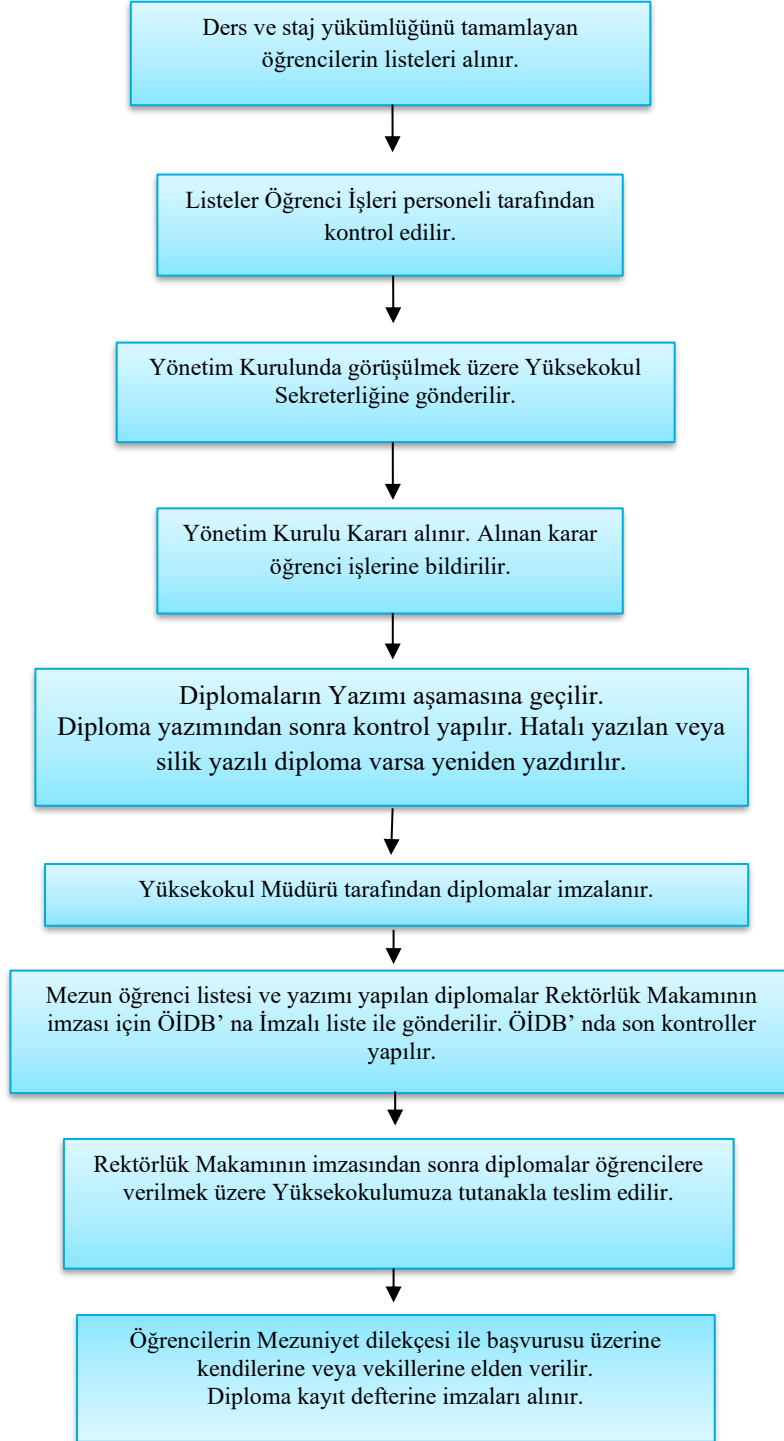 Ders ve staj yükümlüğünü tamamlayan
öğrencilerin listeleri alınır.
Listeler Öğrenci İşleri personeli tarafından
kontrol edilir.
Yönetim Kurulunda görüşülmek üzere Yüksekokul
Sekreterliğine gönderilir.
Yönetim Kurulu Kararı alınır. Alınan karar
öğrenci işlerine bildirilir.
Diplomaların Yazımı aşamasına geçilir.
Diploma yazımından sonra kontrol yapılır. Hatalı yazılan veya
silik yazılı diploma varsa yeniden yazdırılır.
Yüksekokul Müdürü tarafından diplomalar imzalanır.
Mezun öğrenci listesi ve yazımı yapılan diplomalar Rektörlük Makamının
imzası için ÖİDB’ na İmzalı liste ile gönderilir. ÖİDB’ nda son kontroller
yapılır.
Rektörlük Makamının imzasından sonra diplomalar öğrencilere
verilmek üzere Yüksekokulumuza tutanakla teslim edilir.
Öğrencilerin Mezuniyet dilekçesi ile başvurusu üzerine
kendilerine veya vekillerine elden verilir.
Diploma kayıt defterine imzaları alınır.